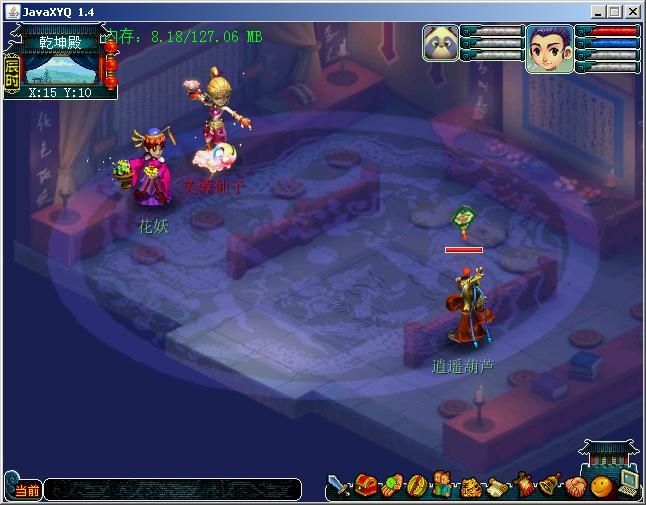 JavaXYQ 1.4
内存: 8.18/127.06 MB
乾坤殿
辰时
X:15 Y:10
芙蓉仙子
花妖
逍遥葫芦
当前